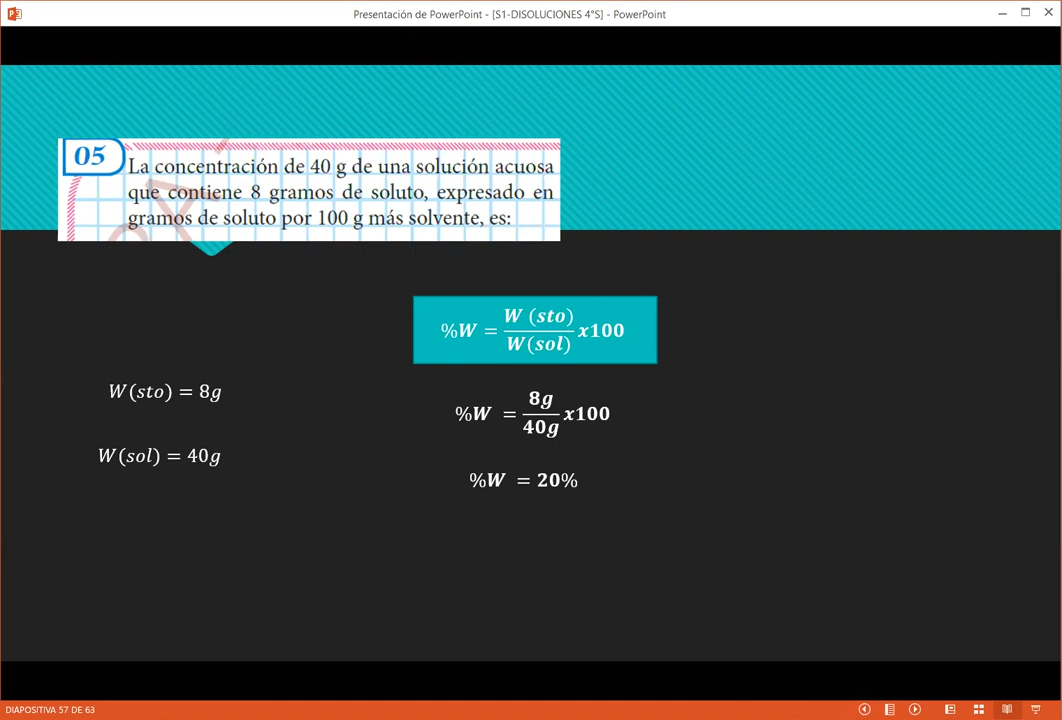 Presentación de PowerPoint - [S1-DISOLUCIONES 4°S] - PowerPoint
05
La concentración de 40 g de una solución acuosa
que contiene 8 gramos de soluto, expresado en
gramos de soluto por 100 g más solvente, es:
%W = W (sto) / W(sol) x100
W(sto) = 8g
%W = 8g / 40g x100
W(sol) = 40g
%W = 20%
DIAPOSITIVA 57 DE 63